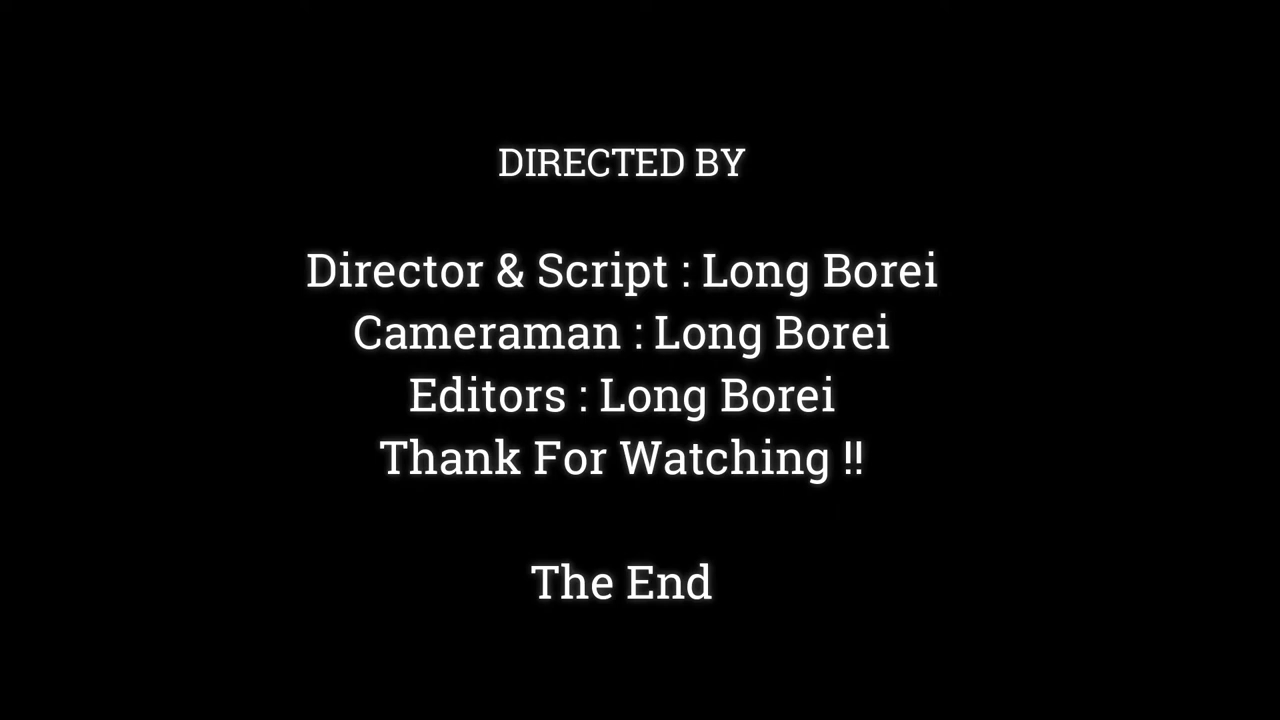 DIRECTED BY
Director & Script : Long Borei
Cameraman : Long Borei
Editors : Long Borei
Thank For Watching !!
The End